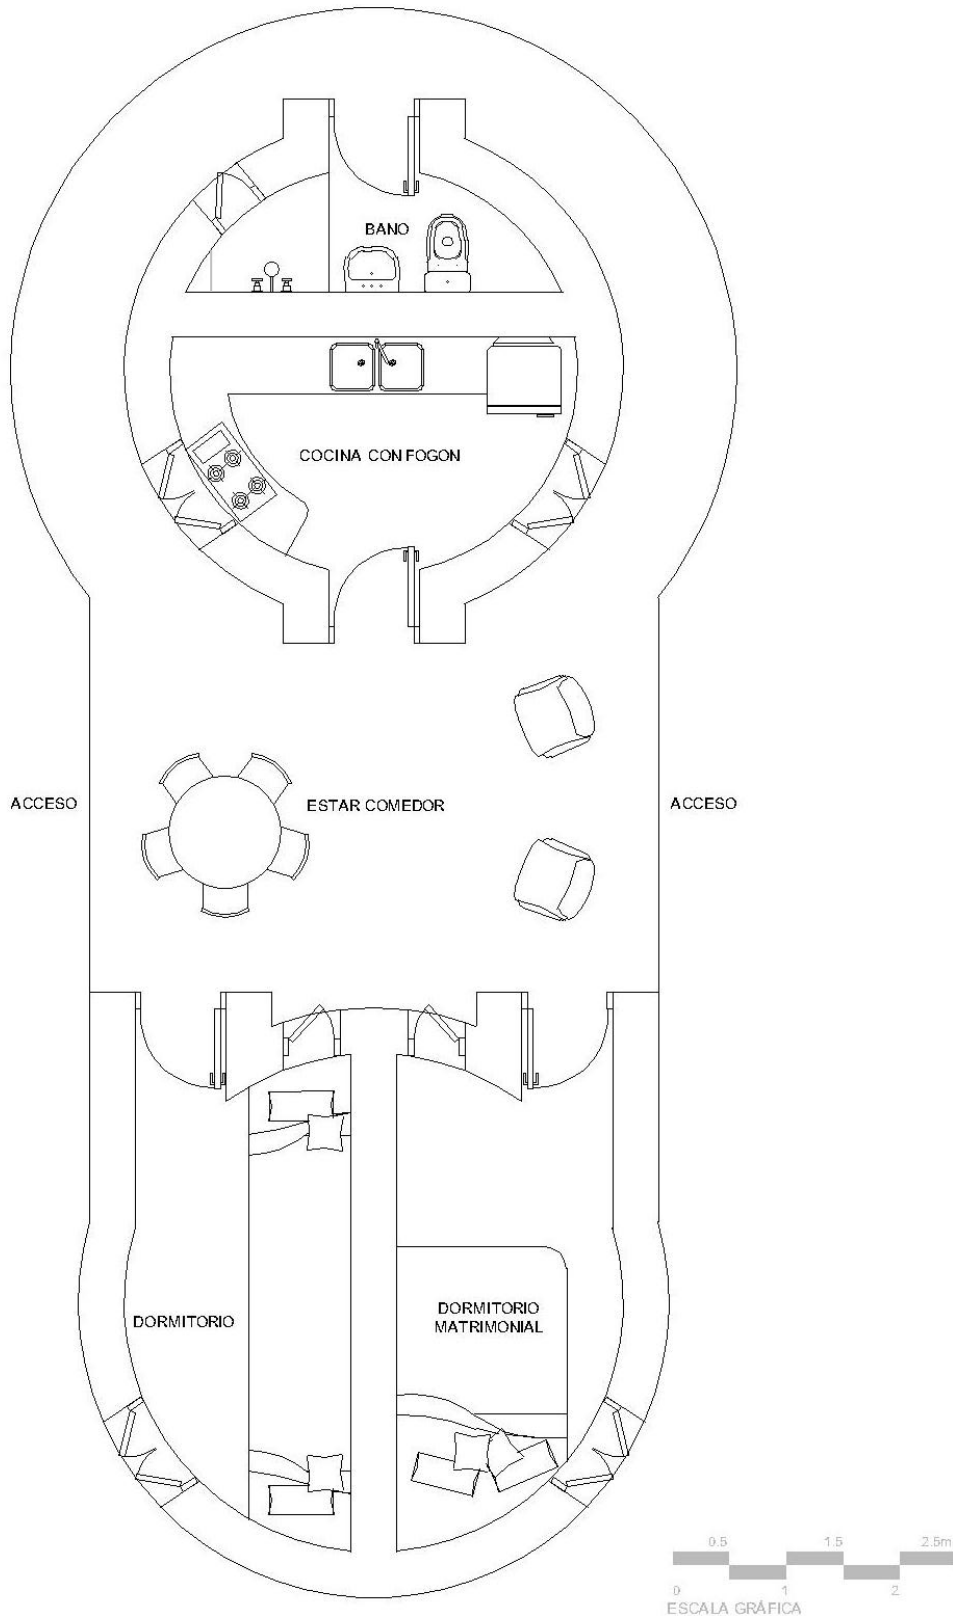 BANO
COCINA CON FOGON
ACCESO
ESTAR COMEDOR
ACCESO
DORMITORIO
DORMITORIO
MATRIMONIAL
0.5 1.5 2.5m
0 1 2
ESCALA GRÁFICA